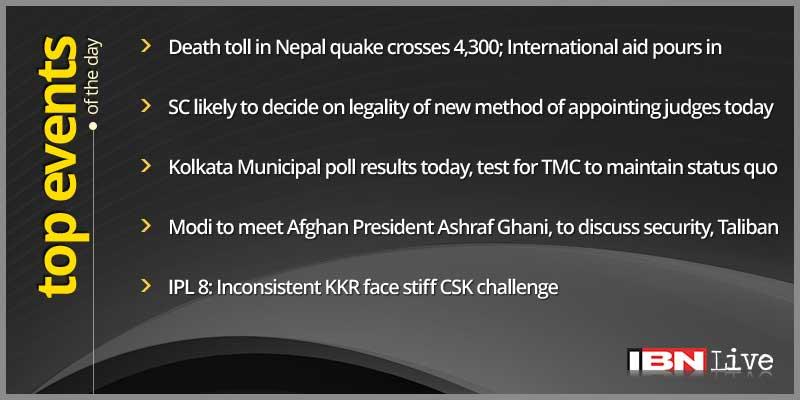 top events
of the day
Death toll in Nepal quake crosses 4,300; International aid pours in
SC likely to decide on legality of new method of appointing judges today
Kolkata Municipal poll results today, test for TMC to maintain status quo
Modi to meet Afghan President Ashraf Ghani, to discuss security, Taliban
IPL 8: Inconsistent KKR face stiff CSK challenge
IBN Live